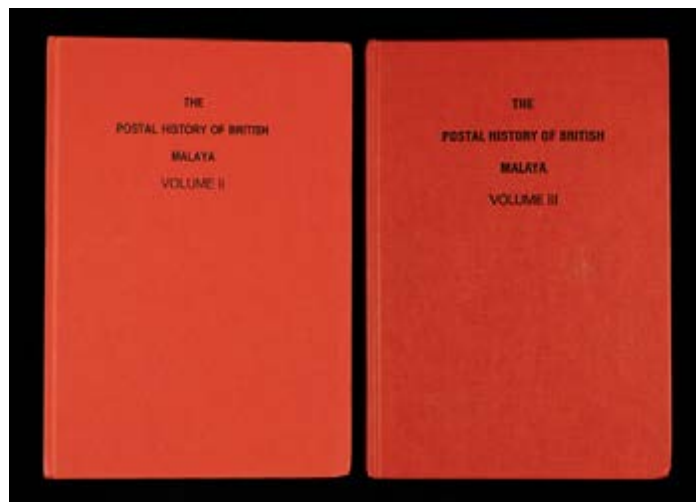 THE
POSTAL HISTORY OF BRITISH
MALAYA
VOLUME II
THE
POSTAL HISTORY OF BRITISH
MALAYA
VOLUME III